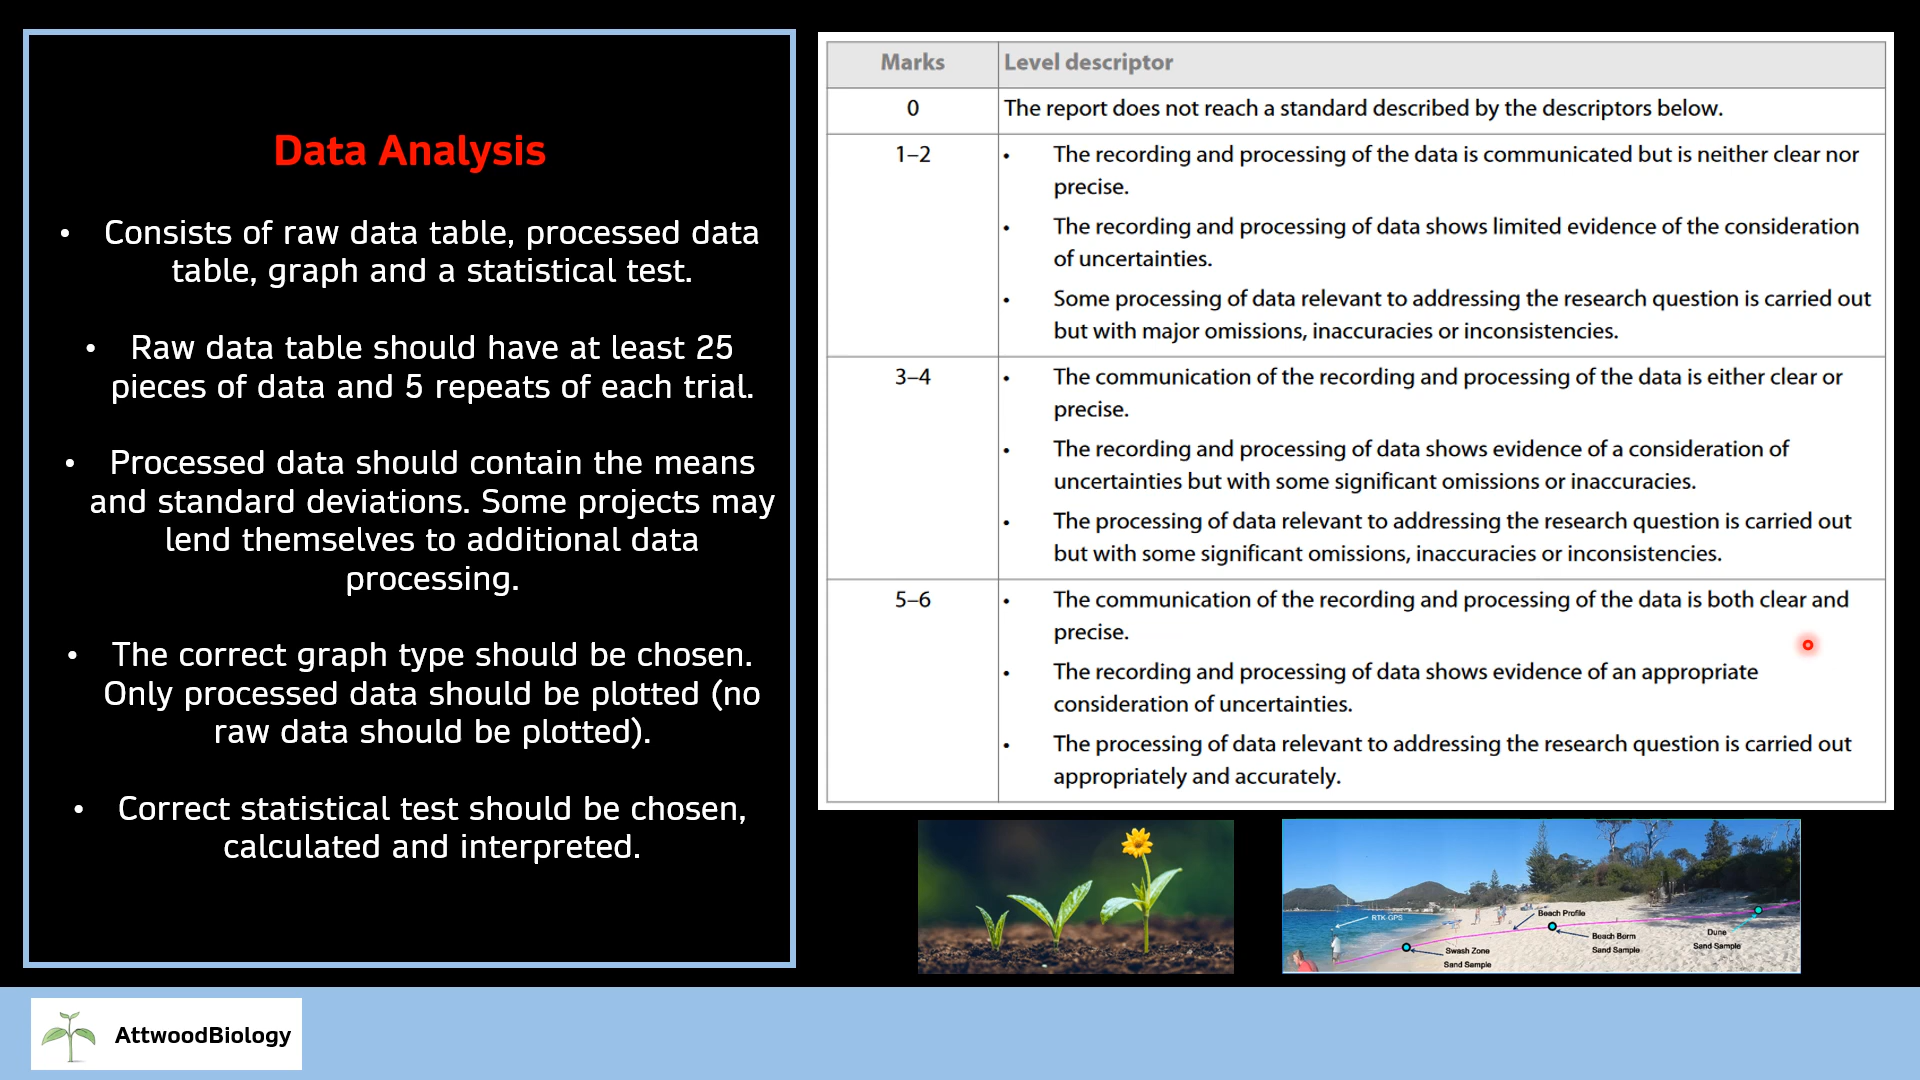 Data Analysis
• Consists of raw data table, processed data
table, graph and a statistical test.
• Raw data table should have at least 25
pieces of data and 5 repeats of each trial.
• Processed data should contain the means
and standard deviations. Some projects may
lend themselves to additional data
processing.
• The correct graph type should be chosen.
Only processed data should be plotted (no
raw data should be plotted).
• Correct statistical test should be chosen,
calculated and interpreted.
Marks Level descriptor
0 The report does not reach a standard described by the descriptors below.
1–2 • The recording and processing of the data is communicated but is neither clear nor
precise.
• The recording and processing of data shows limited evidence of the consideration
of uncertainties.
• Some processing of data relevant to addressing the research question is carried out
but with major omissions, inaccuracies or inconsistencies.
3–4 • The communication of the recording and processing of the data is either clear or
precise.
• The recording and processing of data shows evidence of a consideration of
uncertainties but with some significant omissions or inaccuracies.
• The processing of data relevant to addressing the research question is carried out
but with some significant omissions, inaccuracies or inconsistencies.
5–6 • The communication of the recording and processing of the data is both clear and
precise.
• The recording and processing of data shows evidence of an appropriate
consideration of uncertainties.
• The processing of data relevant to addressing the research question is carried out
appropriately and accurately.
RTK GPS
Beach Profile
Swash Zone
Sand Sample
Beach Berm
Sand Sample
Dune
Sand Sample
AttwoodBiology